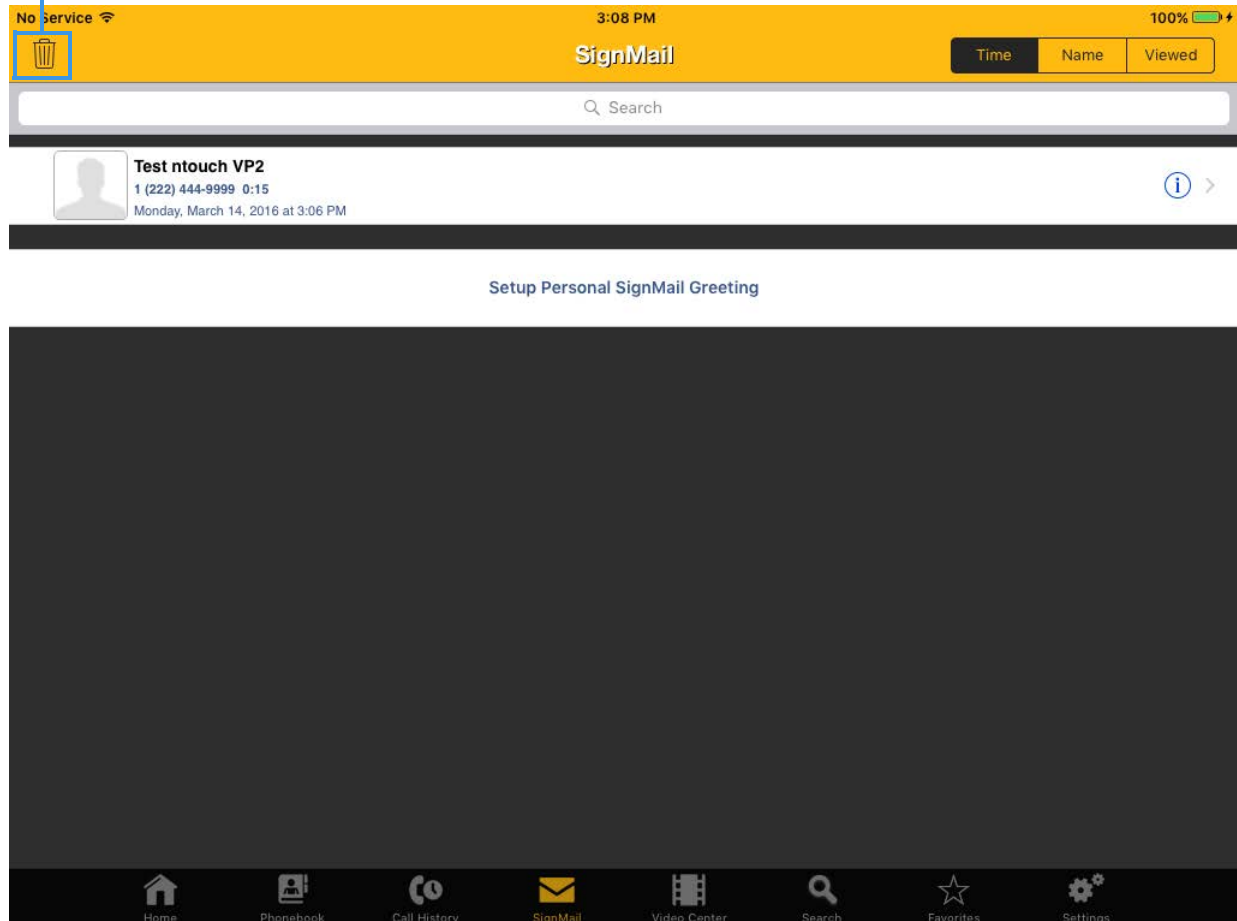 No Service 3:08 PM 100%
SignMail
Time Name Viewed
Search
Test ntouch VP2
1 (222) 444-9999 0:15
Monday, March 14, 2016 at 3:06 PM
Setup Personal SignMail Greeting
Home Phonebook Call History SignMail Video Center Search Favorites Settings